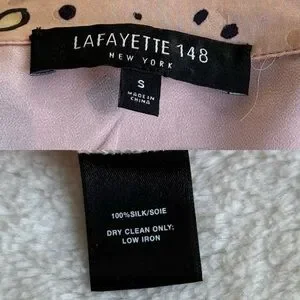 LAFAYETTE 148
NEW YORK
S
MADE IN
CHINA
100%SILK/SOIE
DRY CLEAN ONLY:
LOW IRON